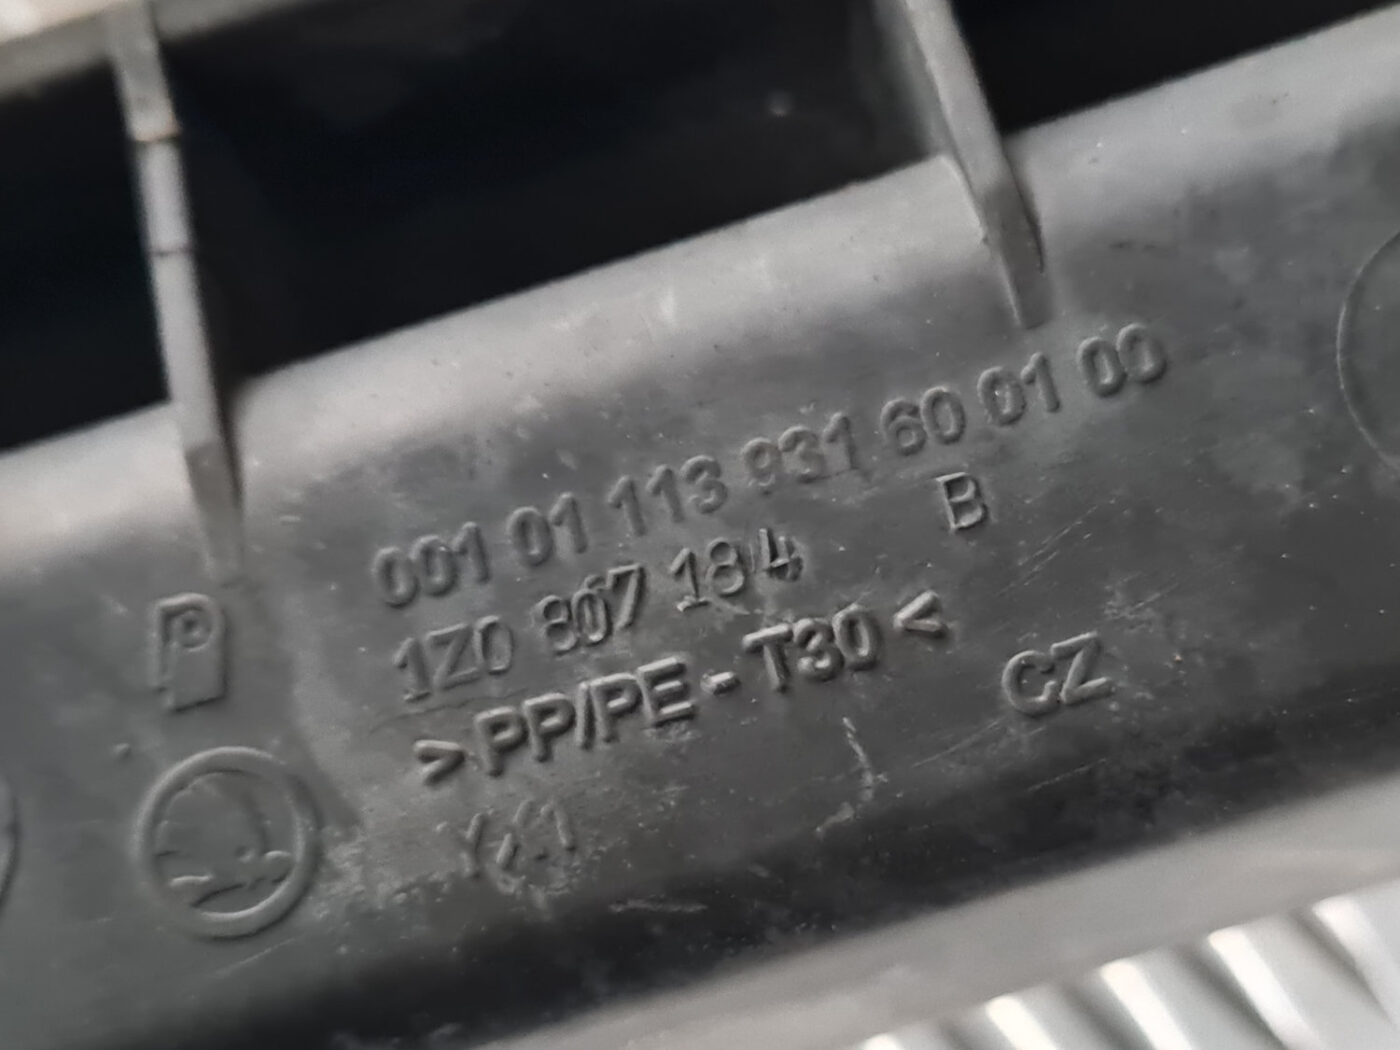 001 01 113 931 60 01 00
1Z0 807 184 B
>PP/PE-T30<
CZ